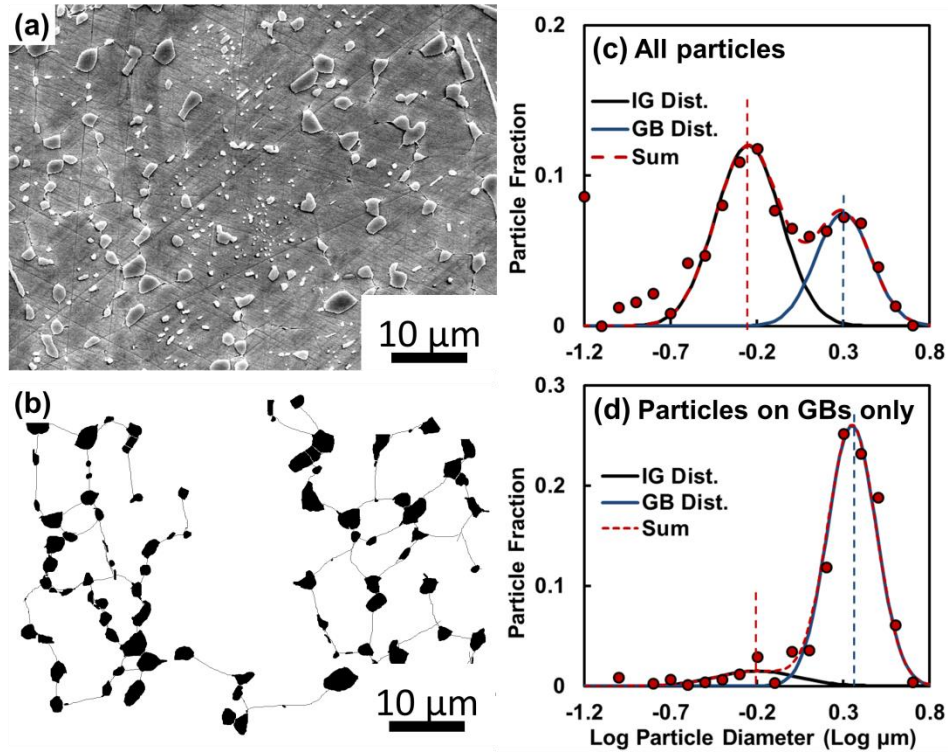 (a)
10 µm
(b)
10 µm
(c) All particles
IG Dist.
GB Dist.
Sum
Particle Fraction
0.2
0.1
0
-1.2
-0.7
-0.2
0.3
0.8
(d) Particles on GBs only
IG Dist.
GB Dist.
Sum
Particle Fraction
0.3
0.2
0.1
0
-1.2
-0.7
-0.2
0.3
0.8
Log Particle Diameter (Log µm)